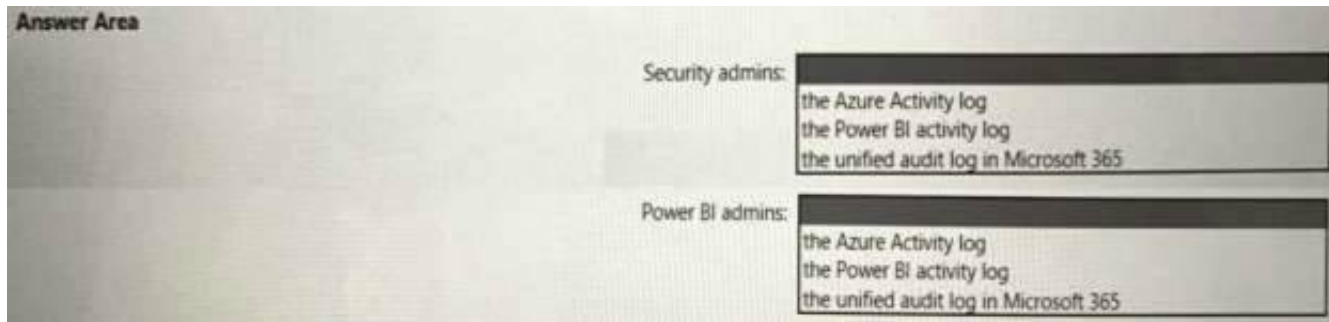 Answer Area
Security admins:
the Azure Activity log
the Power BI activity log
the unified audit log in Microsoft 365
Power BI admins:
the Azure Activity log
the Power BI activity log
the unified audit log in Microsoft 365